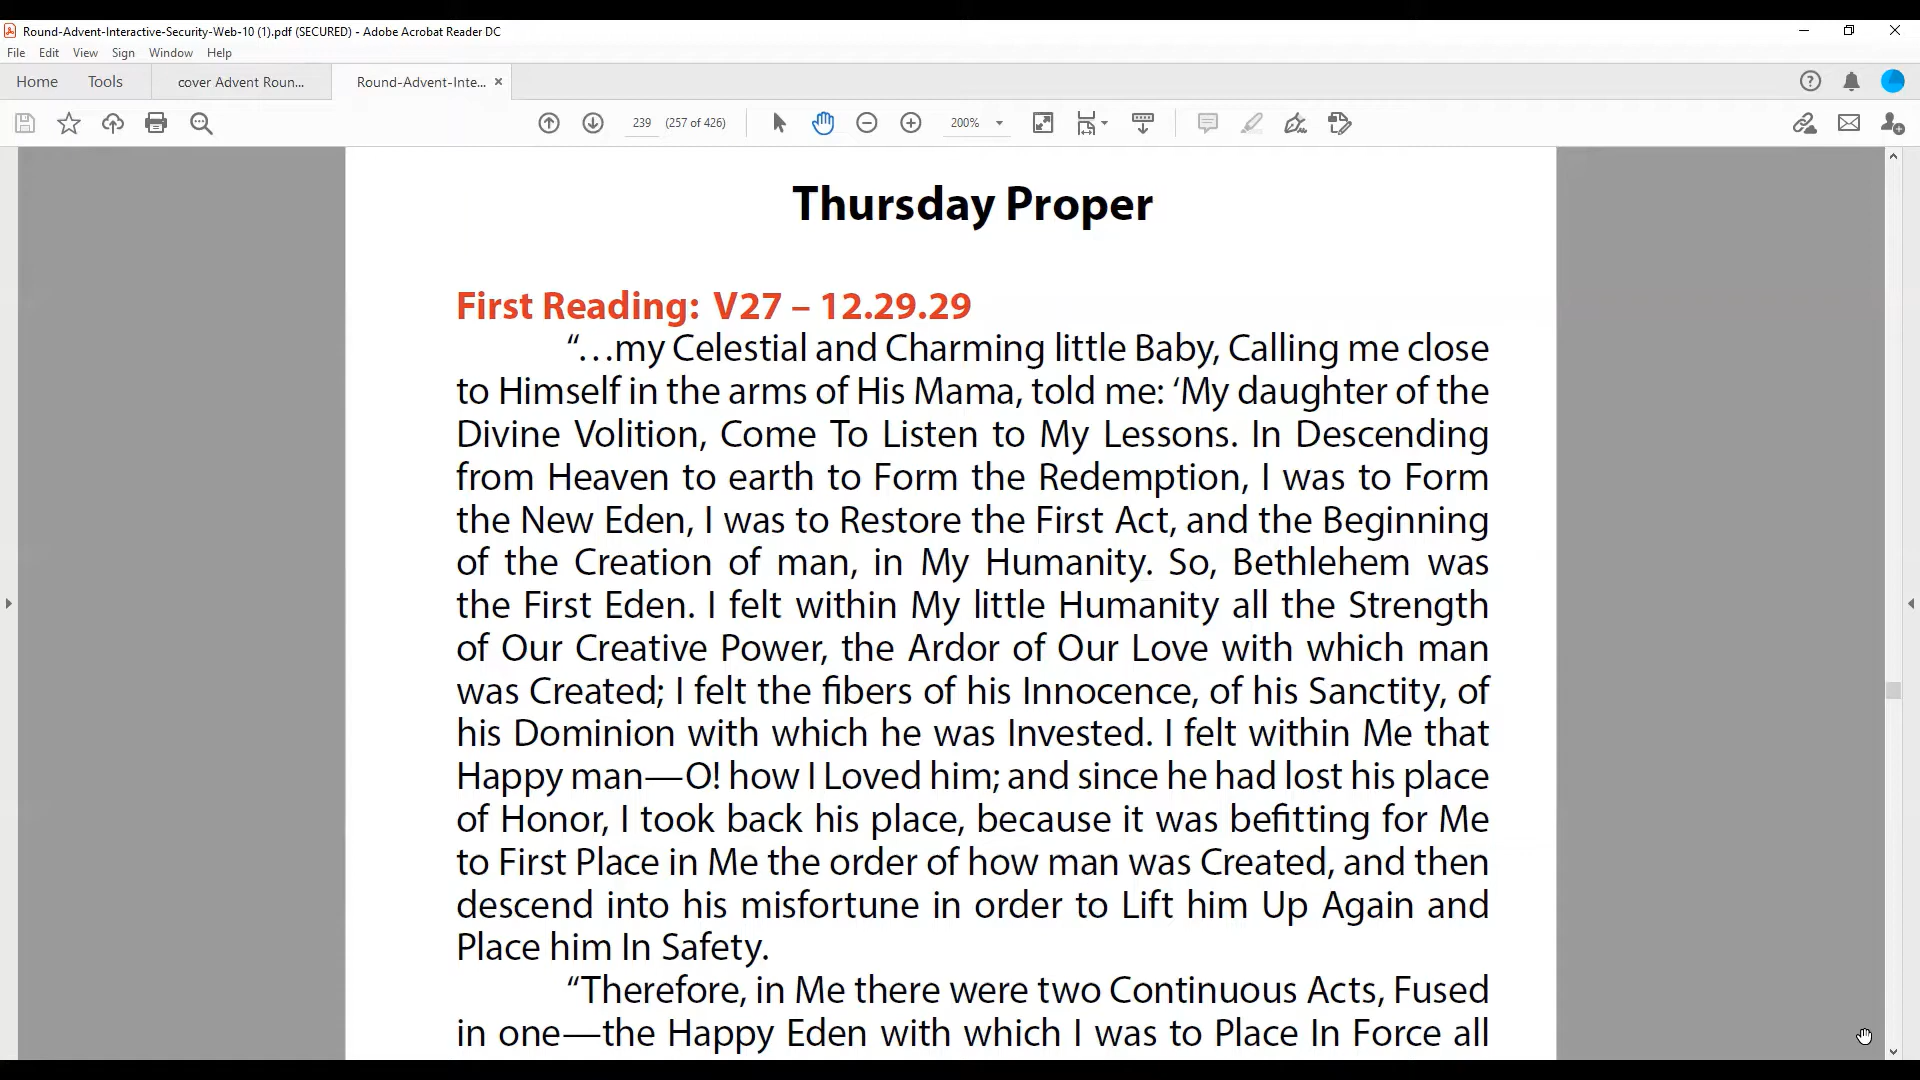 Round-Advent-Interactive-Security-Web-10 (1).pdf (SECURED) - Adobe Acrobat Reader DC
File Edit View Sign Window Help
Home Tools cover Advent Roun... Round-Advent-Inte... ×
239 (257 of 426) 200%
Thursday Proper
First Reading: V27 – 12.29.29
“…my Celestial and Charming little Baby, Calling me close
to Himself in the arms of His Mama, told me: ‘My daughter of the
Divine Volition, Come To Listen to My Lessons. In Descending
from Heaven to earth to Form the Redemption, I was to Form
the New Eden, I was to Restore the First Act, and the Beginning
of the Creation of man, in My Humanity. So, Bethlehem was
the First Eden. I felt within My little Humanity all the Strength
of Our Creative Power, the Ardor of Our Love with which man
was Created; I felt the fibers of his Innocence, of his Sanctity, of
his Dominion with which he was Invested. I felt within Me that
Happy man—O! how I Loved him; and since he had lost his place
of Honor, I took back his place, because it was befitting for Me
to First Place in Me the order of how man was Created, and then
descend into his misfortune in order to Lift him Up Again and
Place him In Safety.
“Therefore, in Me there were two Continuous Acts, Fused
in one—the Happy Eden with which I was to Place In Force all